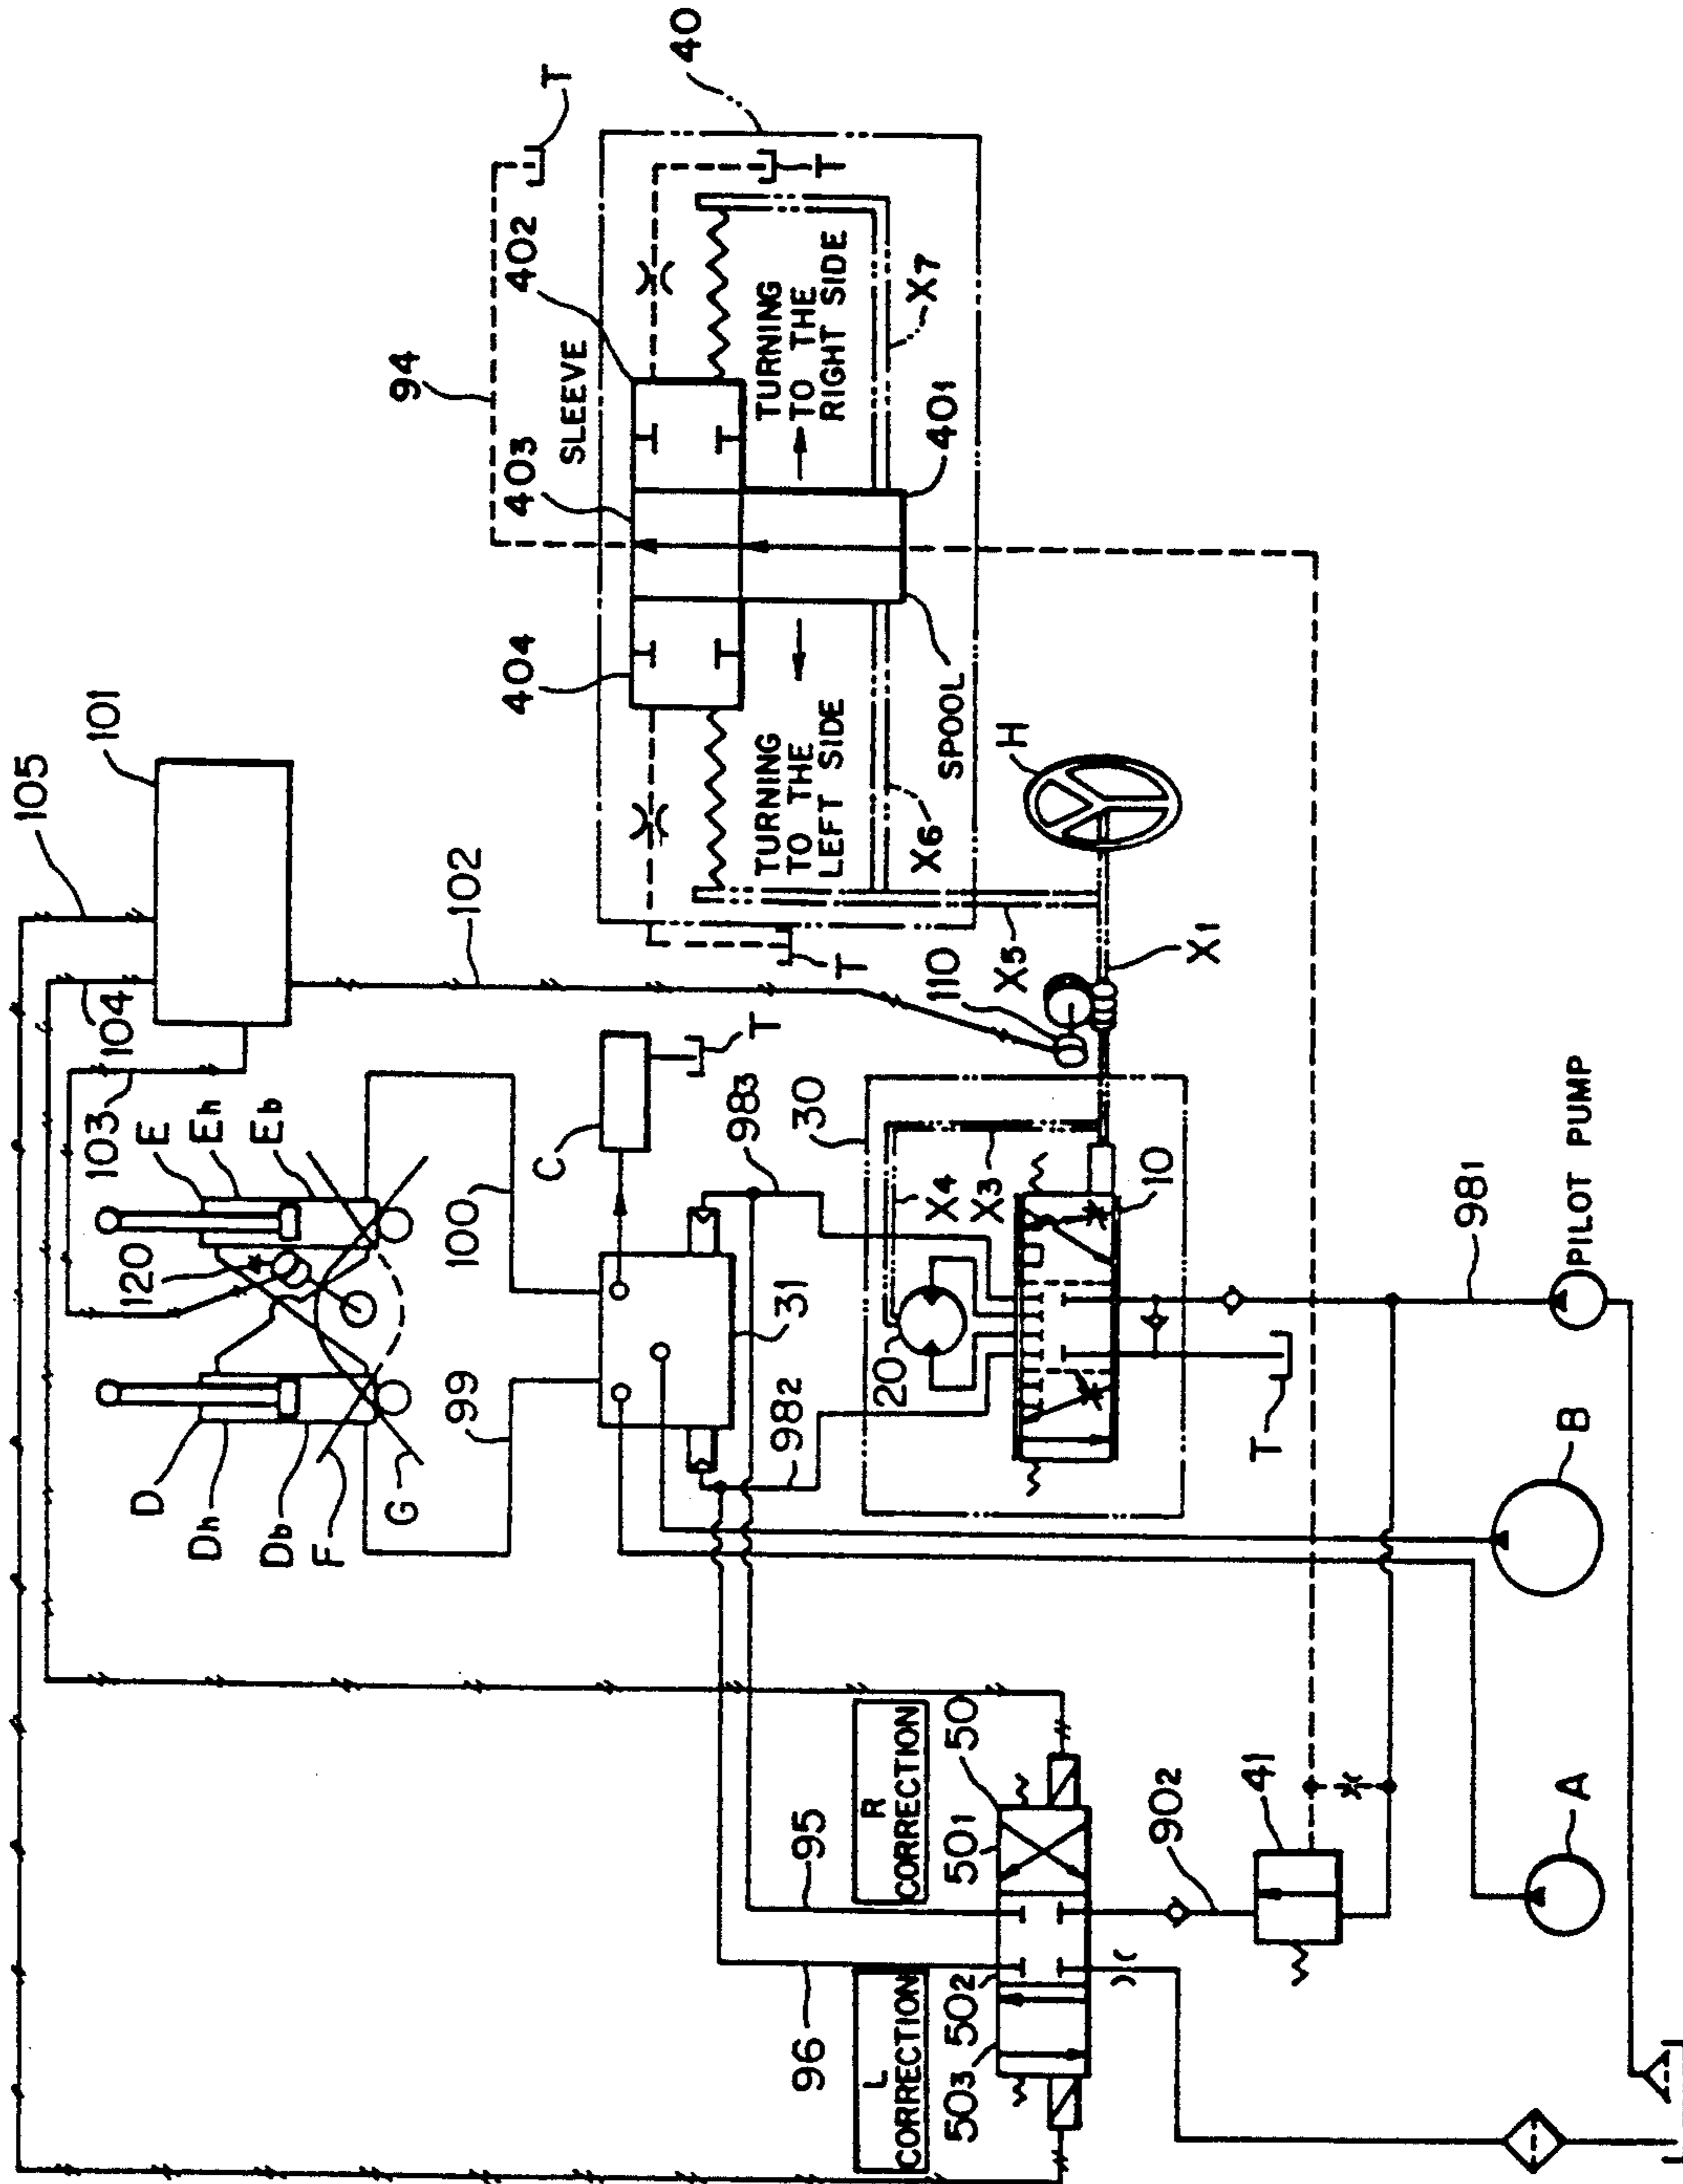 105
101
104
103
102
E
Eh
Eb
120
D
Dh
Db
F
G
99
100
C
T
983
982
31
94
40
T
403
402
404
SLEEVE
T
T
TURNING
TO THE
RIGHT SIDE
TURNING
TO THE
LEFT SIDE
X7
X6
401
SPOOL
X5
H
X1
110
30
X4
X3
20
10
T
981
PILOT PUMP
B
A
R
CORRECTION
L
CORRECTION
95
96
50
501
502
503
902
41